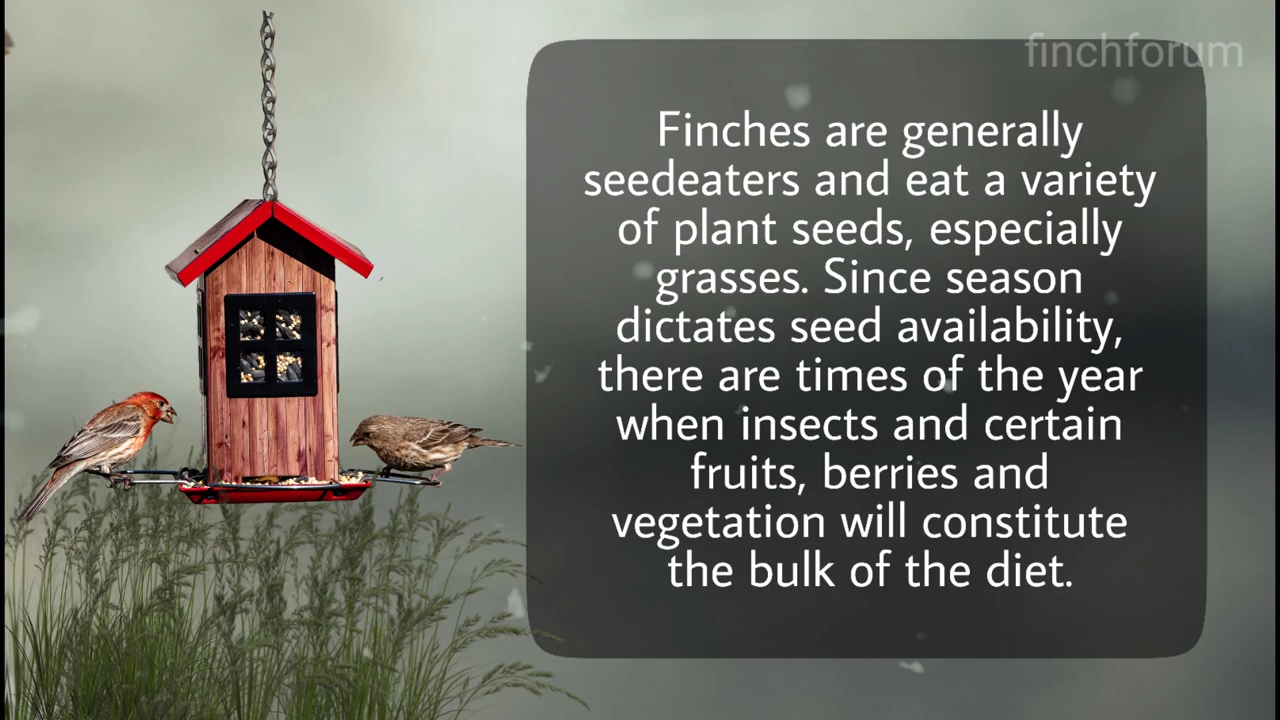 finchforum
Finches are generally
seedeaters and eat a variety
of plant seeds, especially
grasses. Since season
dictates seed availability,
there are times of the year
when insects and certain
fruits, berries and
vegetation will constitute
the bulk of the diet.